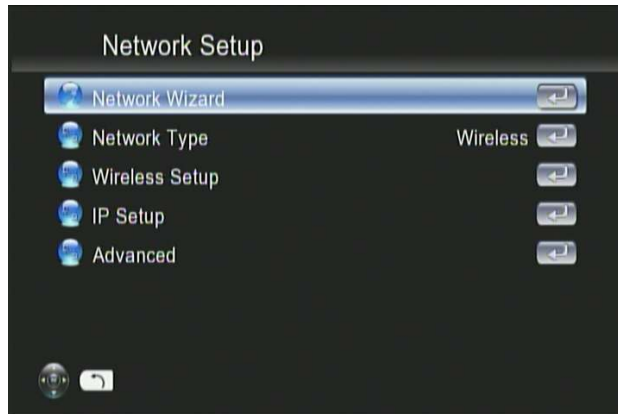 Network Setup
Network Wizard
Network Type Wireless
Wireless Setup
IP Setup
Advanced